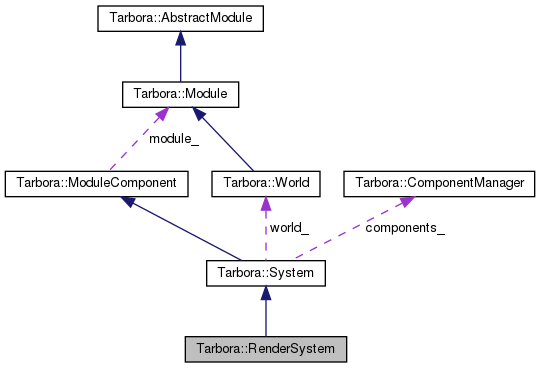 Tarbora::AbstractModule
Tarbora::Module
module_
Tarbora::ModuleComponent
Tarbora::World
Tarbora::ComponentManager
world_
components_
Tarbora::System
Tarbora::RenderSystem